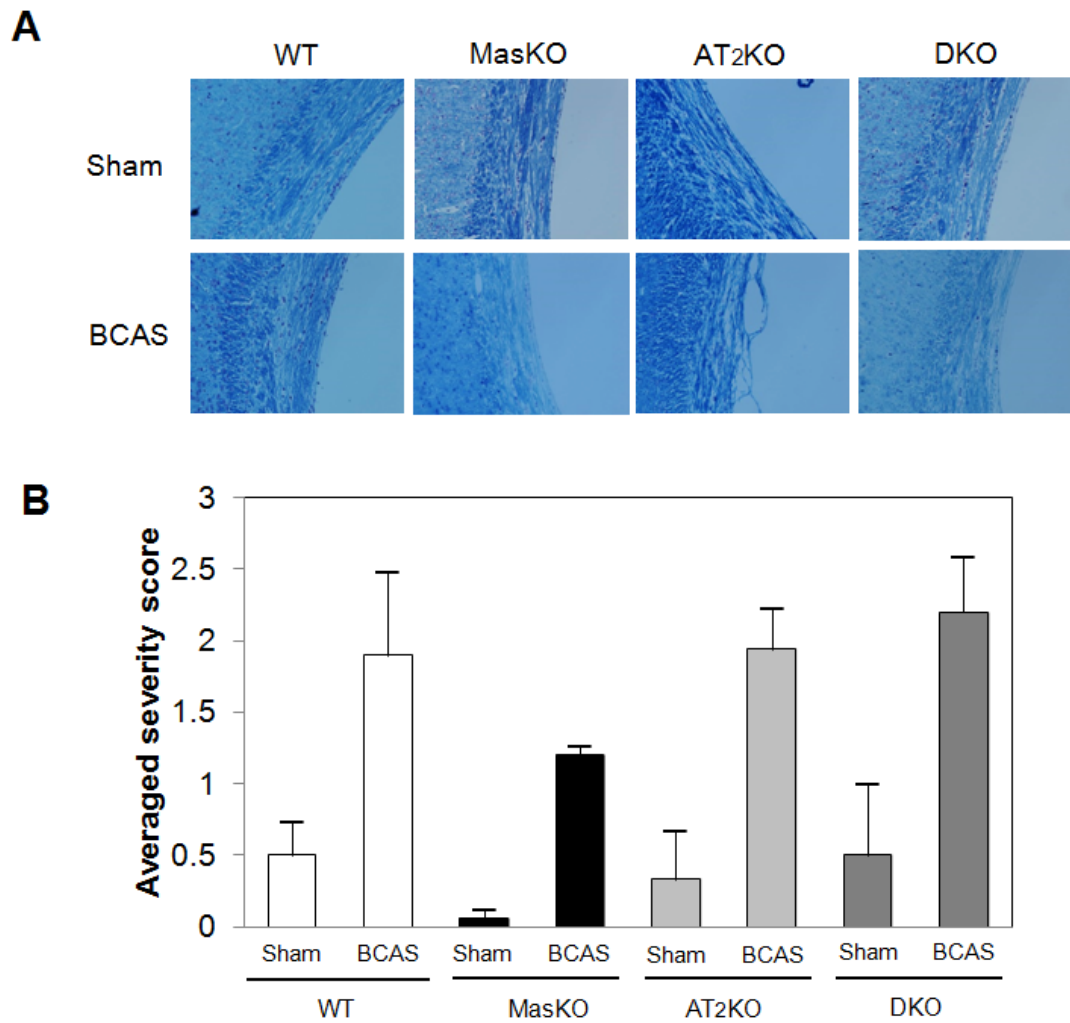 A
WT MasKO AT2KO DKO
Sham
BCAS
B
Averaged severity score
3
2.5
2
1.5
1
0.5
0
Sham BCAS Sham BCAS Sham BCAS Sham BCAS
WT MasKO AT2KO DKO